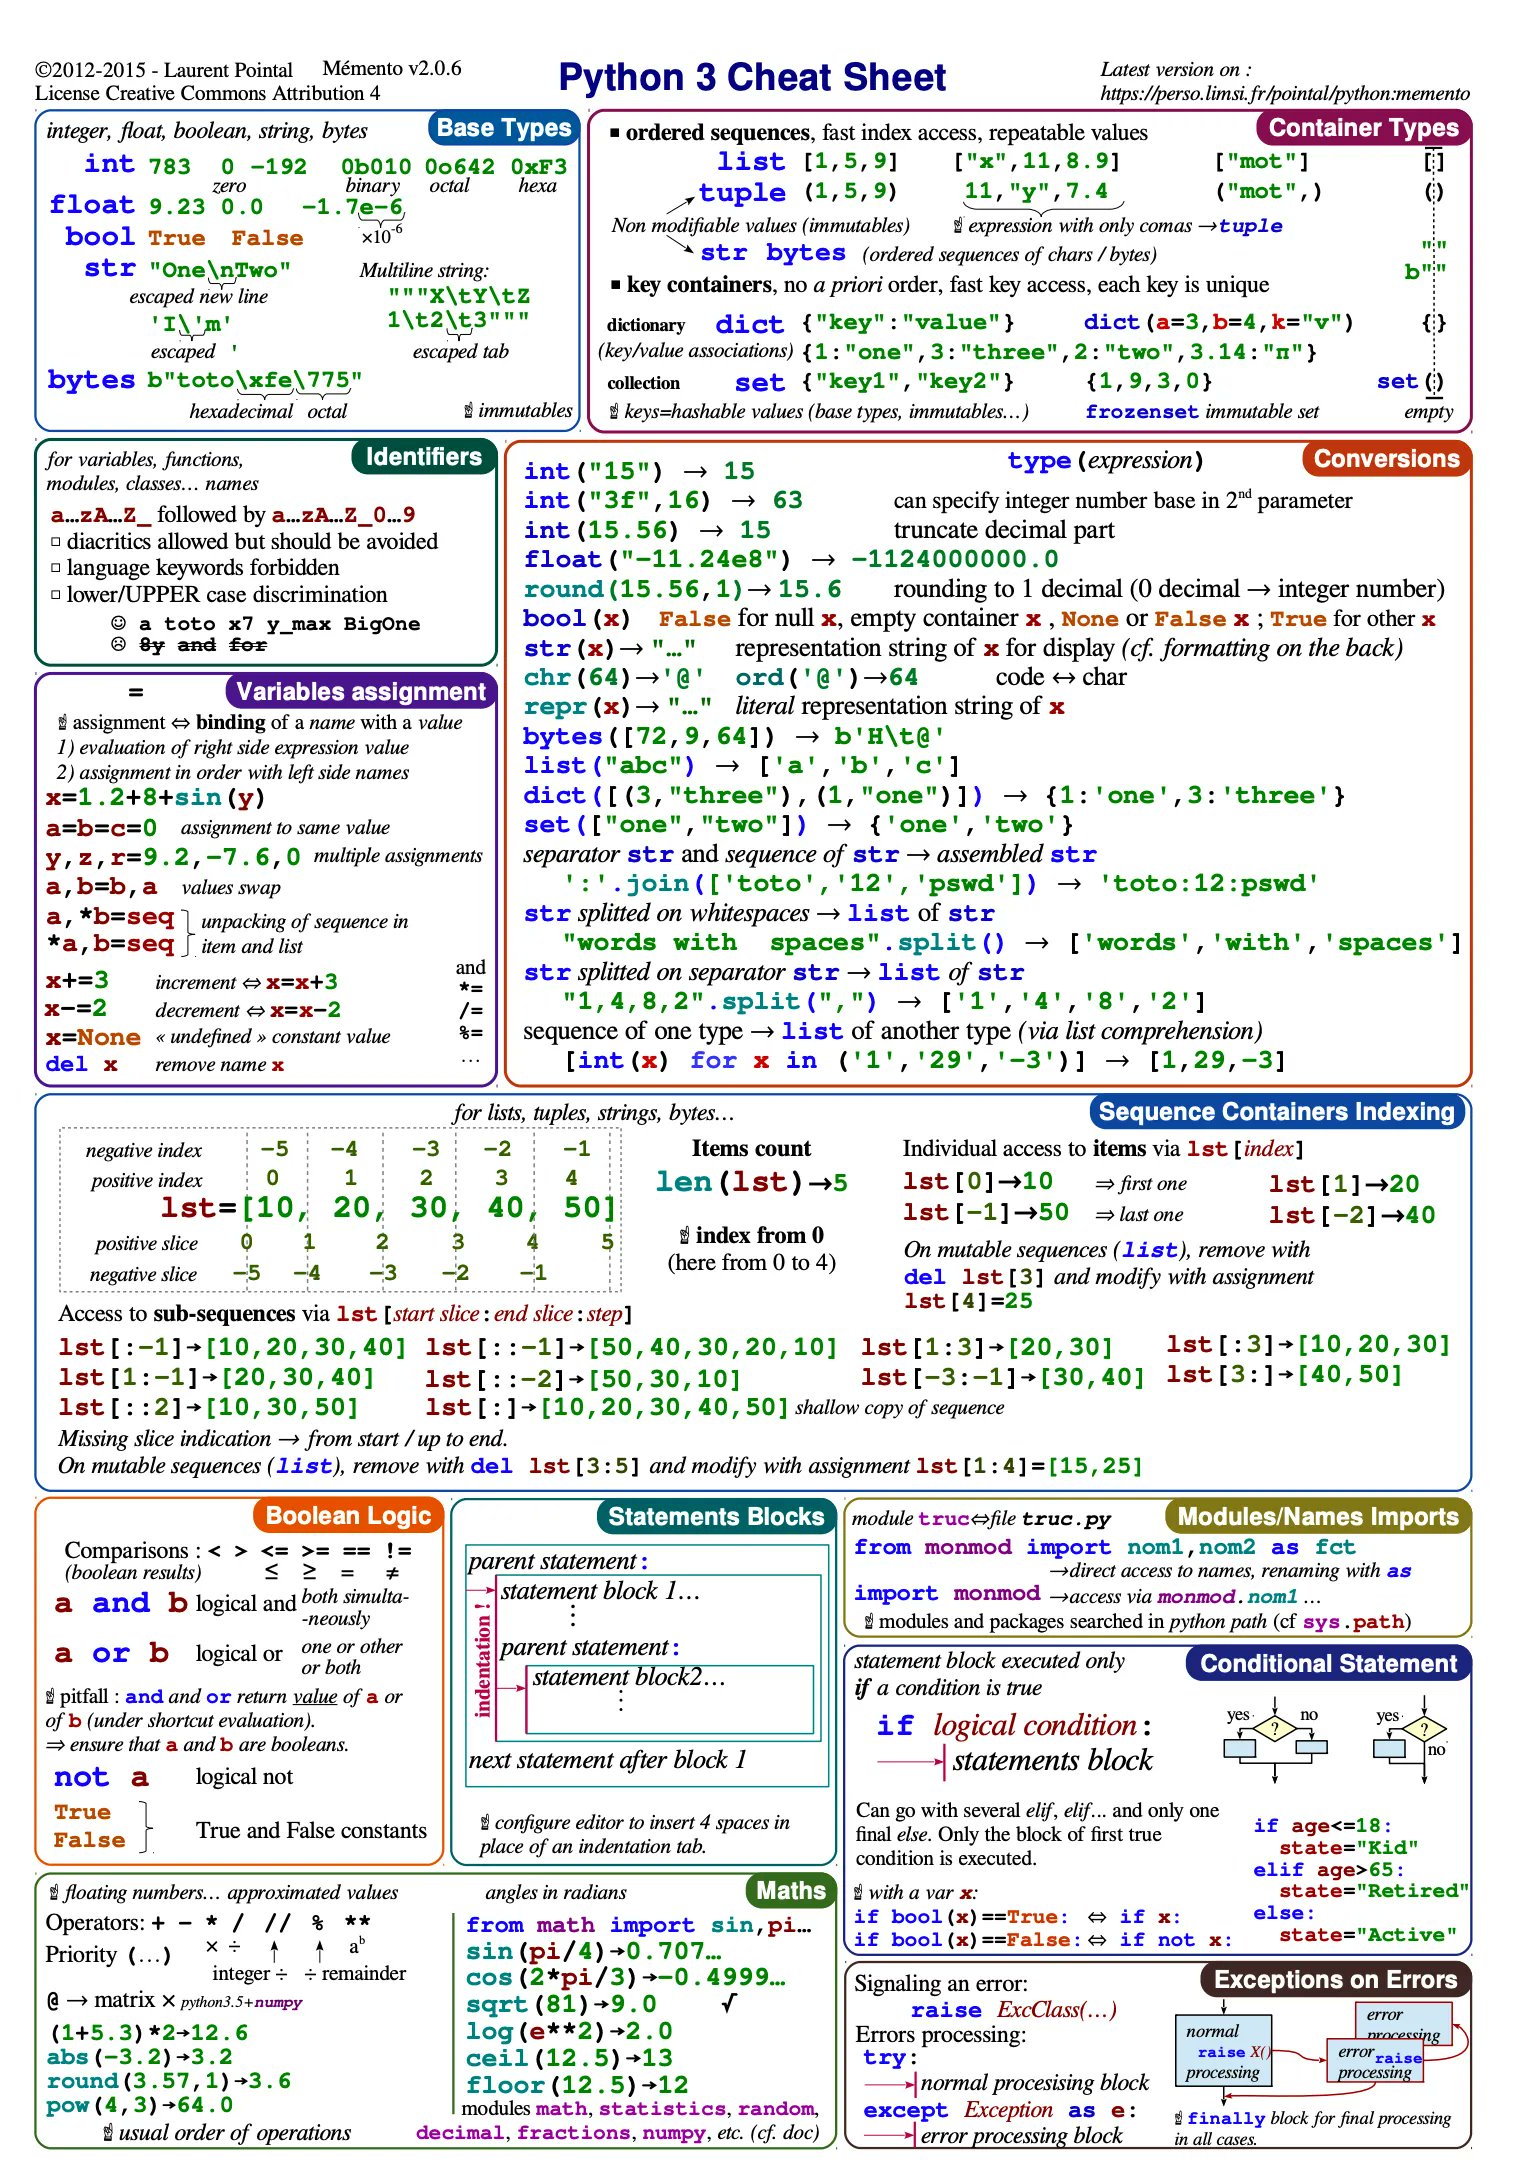 ©2012-2015 - Laurent Pointal    Mémento v2.0.6
License Creative Commons Attribution 4
Python 3 Cheat Sheet
Latest version on :
https://perso.limsi.fr/pointal/python:memento
Base Types
integer, float, boolean, string, bytes
int 783 0 -192 0b010 0o642 0xF3
zero binary octal hexa
float 9.23 0.0 -1.7e-6
×10-6
bool True False
str "One\nTwo"
escaped new line
'I\'m'
escaped '
Multiline string:
"""X\tY\tZ
1\t2\t3"""
escaped tab
bytes b"toto\xfe\775"
hexadecimal octal
☝ immutables
Container Types
■ ordered sequences, fast index access, repeatable values
list [1,5,9] ["x",11,8.9] ["mot"] []
tuple (1,5,9) 11,"y",7.4 ("mot",) ()
Non modifiable values (immutables) ☝ expression with only comas →tuple
str bytes (ordered sequences of chars / bytes)
""
b""
■ key containers, no a priori order, fast key access, each key is unique
dictionary dict {"key":"value"} dict(a=3,b=4,k="v") {}
(key/value associations) {1:"one",3:"three",2:"two",3.14:"π"}
collection set {"key1","key2"} {1,9,3,0} set()
☝ keys=hashable values (base types, immutables…) frozenset immutable set empty
Identifiers
for variables, functions,
modules, classes… names
a…zA…Z_ followed by a…zA…Z_0…9
□ diacritics allowed but should be avoided
□ language keywords forbidden
□ lower/UPPER case discrimination
☺ a toto x7 y_max BigOne
☹ 8y and for
Variables assignment
=
☝ assignment ⇔ binding of a name with a value
1) evaluation of right side expression value
2) assignment in order with left side names
x=1.2+8+sin(y)
a=b=c=0 assignment to same value
y,z,r=9.2,-7.6,0 multiple assignments
a,b=b,a values swap
a,*b=seq unpacking of sequence in
*a,b=seq item and list
and
x+=3 increment ⇔ x=x+3 *=
x-=2 decrement ⇔ x=x-2 /=
x=None « undefined » constant value %=
del x remove name x …
Conversions
type(expression)
int("15") → 15
int("3f",16) → 63 can specify integer number base in 2nd parameter
int(15.56) → 15 truncate decimal part
float("-11.24e8") → -1124000000.0
round(15.56,1)→ 15.6 rounding to 1 decimal (0 decimal → integer number)
bool(x) False for null x, empty container x , None or False x ; True for other x
str(x)→ "…" representation string of x for display (cf. formatting on the back)
chr(64)→'@' ord('@')→64 code ↔ char
repr(x)→ "…" literal representation string of x
bytes([72,9,64]) → b'H\t@'
list("abc") → ['a','b','c']
dict([(3,"three"),(1,"one")]) → {1:'one',3:'three'}
set(["one","two"]) → {'one','two'}
separator str and sequence of str → assembled str
':'.join(['toto','12','pswd']) → 'toto:12:pswd'
str splitted on whitespaces → list of str
"words with  spaces".split() → ['words','with','spaces']
str splitted on separator str → list of str
"1,4,8,2".split(",") → ['1','4','8','2']
sequence of one type → list of another type (via list comprehension)
[int(x) for x in ('1','29','-3')] → [1,29,-3]
Sequence Containers Indexing
for lists, tuples, strings, bytes…
negative index -5 -4 -3 -2 -1
positive index 0 1 2 3 4
lst=[10, 20, 30, 40, 50]
positive slice 0 1 2 3 4 5
negative slice -5 -4 -3 -2 -1
Items count
len(lst)→5
☝ index from 0
(here from 0 to 4)
Individual access to items via lst[index]
lst[0]→10 ⇒ first one lst[1]→20
lst[-1]→50 ⇒ last one lst[-2]→40
On mutable sequences (list), remove with
del lst[3] and modify with assignment
lst[4]=25
Access to sub-sequences via lst[start slice:end slice:step]
lst[:-1]→[10,20,30,40] lst[::-1]→[50,40,30,20,10] lst[1:3]→[20,30] lst[:3]→[10,20,30]
lst[1:-1]→[20,30,40] lst[::-2]→[50,30,10] lst[-3:-1]→[30,40] lst[3:]→[40,50]
lst[::2]→[10,30,50] lst[:]→[10,20,30,40,50] shallow copy of sequence
Missing slice indication → from start / up to end.
On mutable sequences (list), remove with del lst[3:5] and modify with assignment lst[1:4]=[15,25]
Boolean Logic
Comparisons : < > <= >= == !=
(boolean results) ≤ ≥ = ≠
a and b logical and both simulta-
-neously
a or b logical or one or other
or both
☝ pitfall : and and or return value of a or
of b (under shortcut evaluation).
⇒ ensure that a and b are booleans.
not a logical not
True
False
True and False constants
Statements Blocks
parent statement:
statement block 1…
⋮
parent statement:
statement block2…
⋮
indentation !
next statement after block 1
☝ configure editor to insert 4 spaces in
place of an indentation tab.
Modules/Names Imports
module truc⇔file truc.py
from monmod import nom1,nom2 as fct
→direct access to names, renaming with as
import monmod →access via monmod.nom1 …
☝ modules and packages searched in python path (cf sys.path)
Conditional Statement
statement block executed only
if a condition is true
if logical condition:
statements block
yes ? no
yes ?
no
Can go with several elif, elif... and only one
final else. Only the block of first true
condition is executed.
☝ with a var x:
if bool(x)==True: ⇔ if x:
if bool(x)==False: ⇔ if not x:
if age<=18:
state="Kid"
elif age>65:
state="Retired"
else:
state="Active"
Maths
☝ floating numbers… approximated values angles in radians
Operators: + - * / // % **
Priority (…) × ÷ ab
integer ÷ ÷ remainder
@ → matrix × python3.5+numpy
(1+5.3)*2→12.6
abs(-3.2)→3.2
round(3.57,1)→3.6
pow(4,3)→64.0
☝ usual order of operations
from math import sin,pi…
sin(pi/4)→0.707…
cos(2*pi/3)→-0.4999…
sqrt(81)→9.0 √
log(e**2)→2.0
ceil(12.5)→13
floor(12.5)→12
modules math, statistics, random,
decimal, fractions, numpy, etc. (cf. doc)
Exceptions on Errors
Signaling an error:
raise ExcClass(…)
Errors processing:
try:
normal procesising block
except Exception as e:
error processing block
normal
raise X()
processing
error
processing
error raise
processing
☝ finally block for final processing
in all cases.